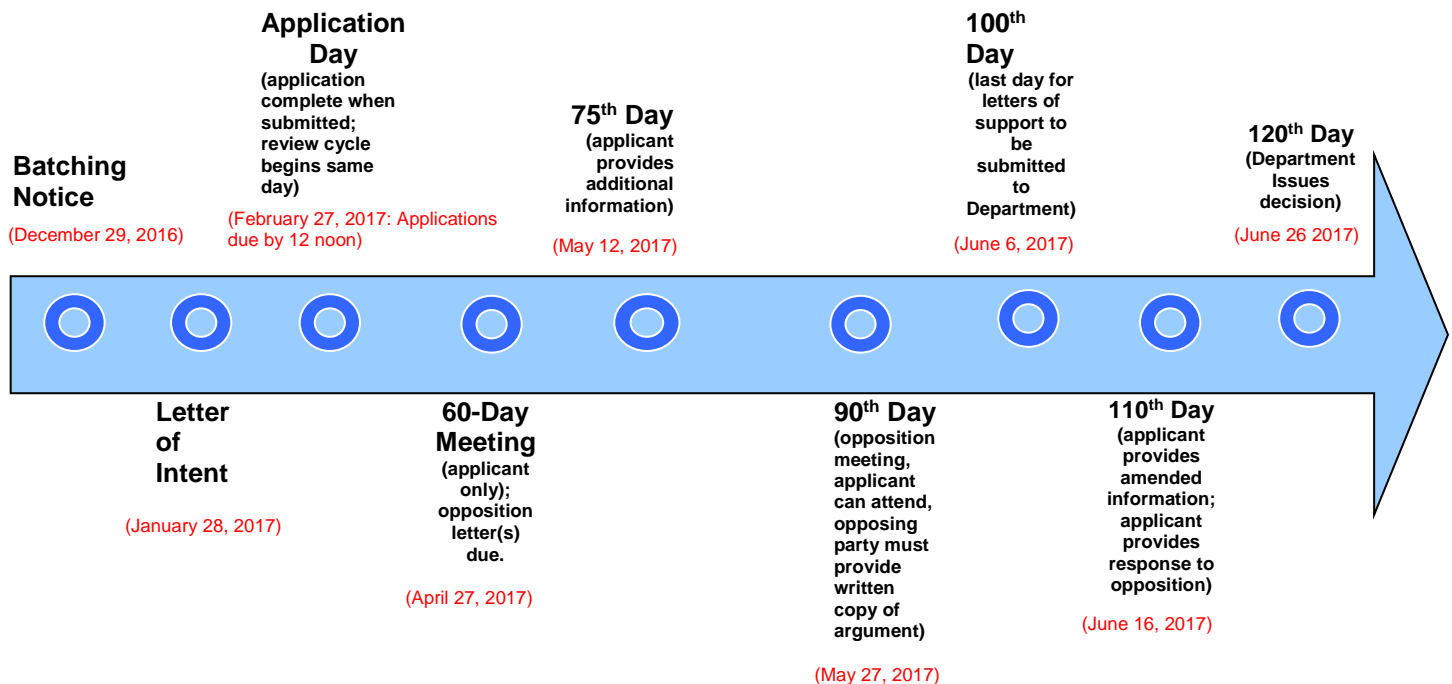 Batching
Notice
(December 29, 2016)
Letter
of
Intent
(January 28, 2017)
Application
Day
(application
complete when
submitted;
review cycle
begins same
day)
(February 27, 2017: Applications
due by 12 noon)
60-Day
Meeting
(applicant
only);
opposition
letter(s)
due.
(April 27, 2017)
75th Day
(applicant
provides
additional
information)
(May 12, 2017)
90th Day
(opposition
meeting,
applicant
can attend,
opposing
party must
provide
written
copy of
argument)
(May 27, 2017)
100th
Day
(last day for
letters of
support to
be
submitted
to
Department)
(June 6, 2017)
110th Day
(applicant
provides
amended
information;
applicant
provides
response to
opposition)
(June 16, 2017)
120th Day
(Department
Issues
decision)
(June 26 2017)